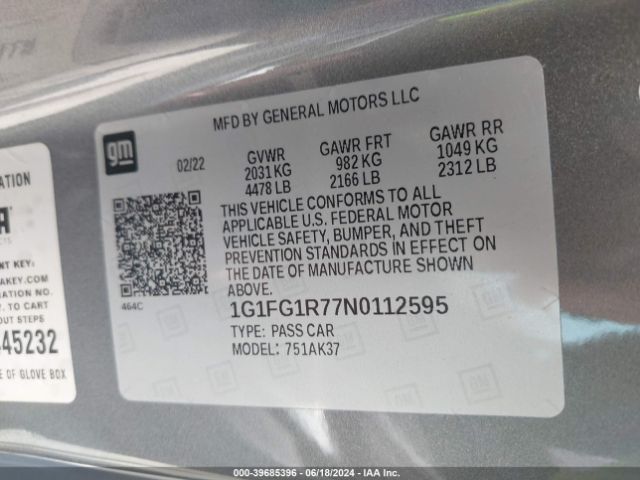 gm
MFD BY GENERAL MOTORS LLC
02/22
GVWR GAWR FRT GAWR RR
2031 KG 982 KG 1049 KG
4478 LB 2166 LB 2312 LB
THIS VEHICLE CONFORMS TO ALL
APPLICABLE U.S. FEDERAL MOTOR
VEHICLE SAFETY, BUMPER, AND THEFT
PREVENTION STANDARDS IN EFFECT ON
THE DATE OF MANUFACTURE SHOWN
ABOVE.
464C
1G1FG1R77N0112595
TYPE: PASS CAR
MODEL: 751AK37
ATION
NT KEY:
AKEY.COM
ATION NO.
TO CART
OUT STEPS
45232
E OF GLOVE BOX
000-39685396 - 06/18/2024 - IAA Inc.